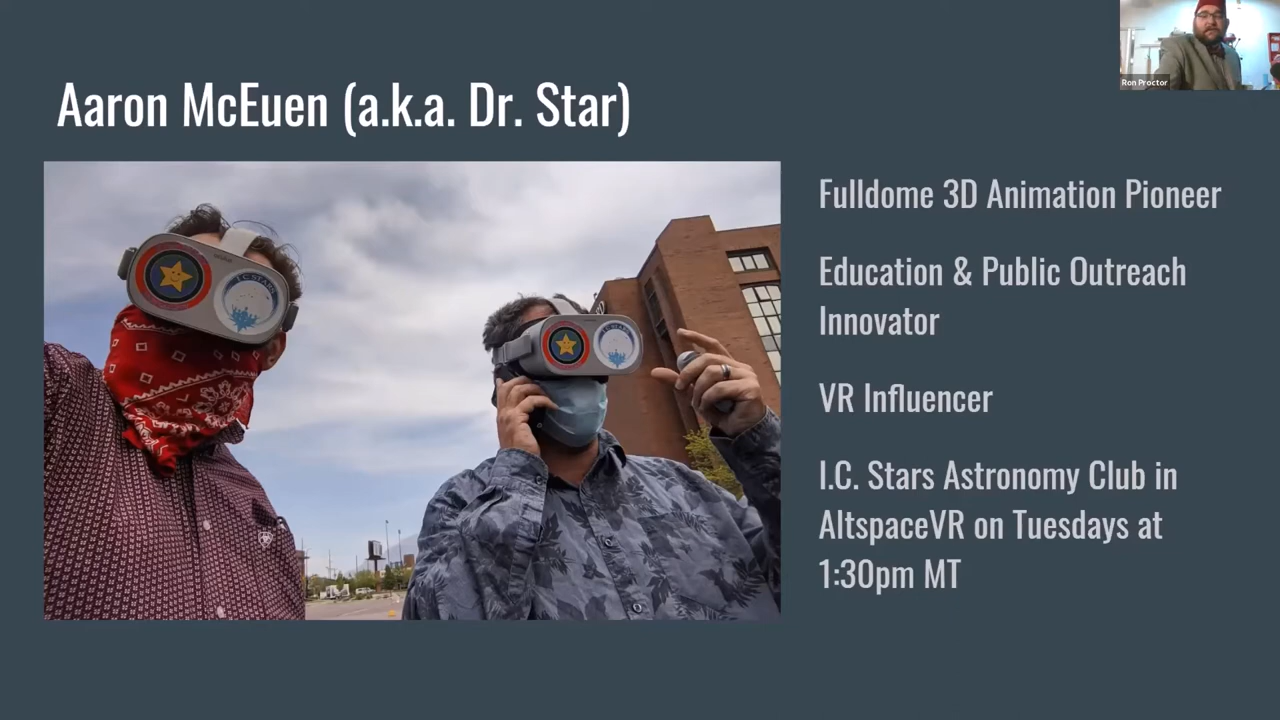 Ron Proctor
Aaron McEuen (a.k.a. Dr. Star)
Fulldome 3D Animation Pioneer
Education & Public Outreach
Innovator
VR Influencer
I.C. Stars Astronomy Club in
AltspaceVR on Tuesdays at
1:30pm MT
I.C. STARS